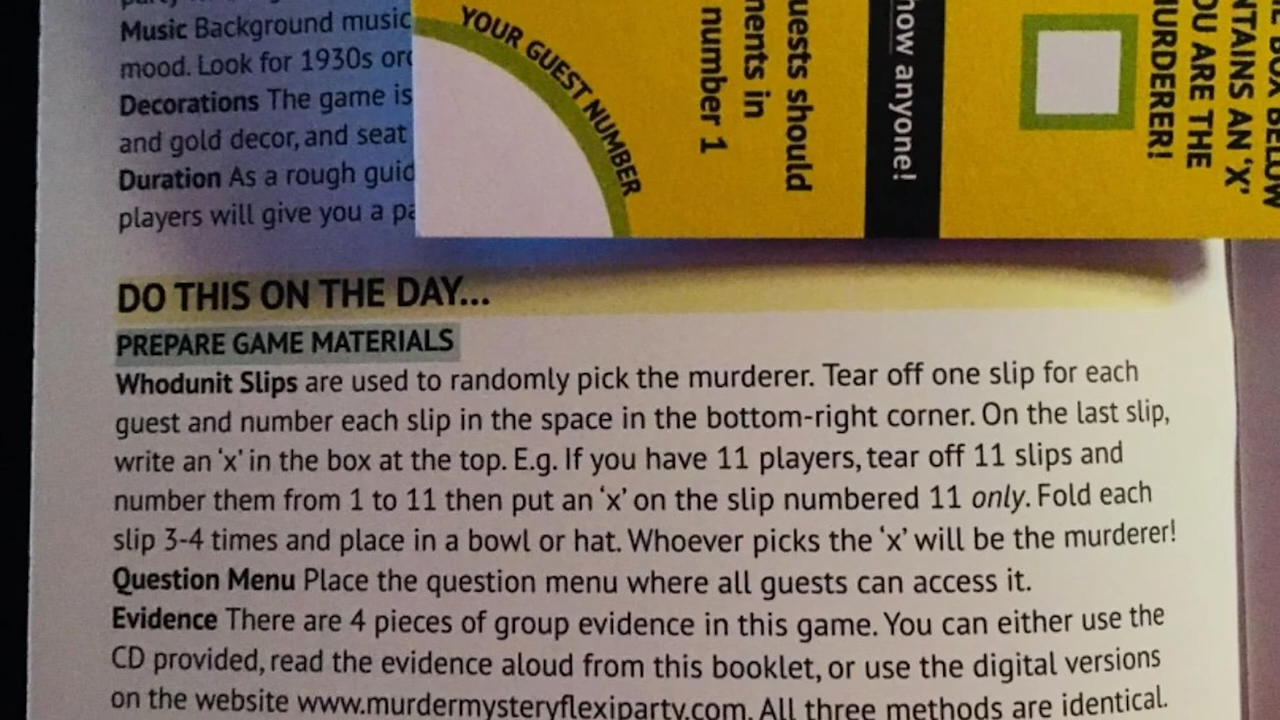 Music Background music
mood. Look for 1930s
Decorations The game is
and gold decor, and seat
Duration As a rough
players will give you a
YOUR GUEST NUMBER
should
in
number 1
anyone!
BOX BELOW
AN 'X'
ARE THE
MURDERER!
DO THIS ON THE DAY...
PREPARE GAME MATERIALS
Whodunit Slips are used to randomly pick the murderer. Tear off one slip for each
guest and number each slip in the space in the bottom-right corner. On the last slip,
write an 'x' in the box at the top. E.g. If you have 11 players, tear off 11 slips and
number them from 1 to 11 then put an 'x' on the slip numbered 11 only. Fold each
slip 3-4 times and place in a bowl or hat. Whoever picks the 'x' will be the murderer!
Question Menu Place the question menu where all guests can access it.
Evidence There are 4 pieces of group evidence in this game. You can either use the
CD provided, read the evidence aloud from this booklet, or use the digital versions
on the website www.murdermysteryflexiparty.com. All three methods are identical.